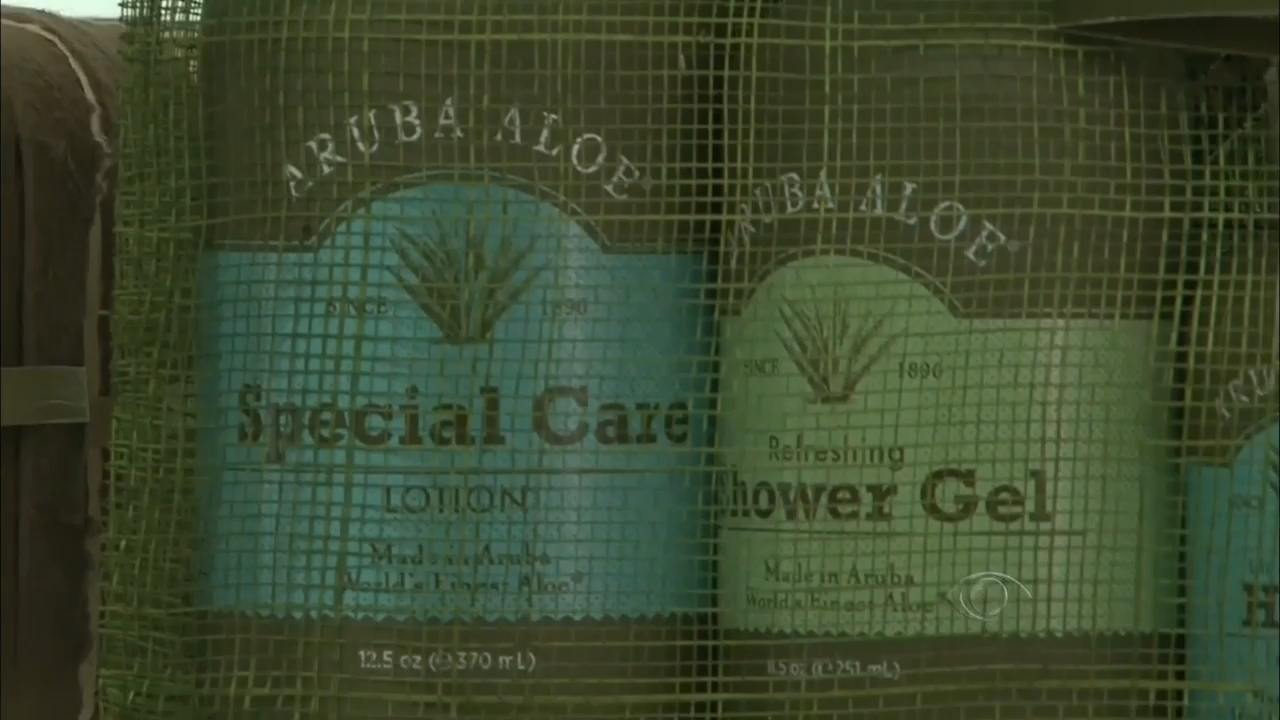 ARUBA ALOE
SINCE 1890
Special Care
LOTION
Made in Aruba
World's Finest Aloe
12.5 oz (℮370 mL)
ARUBA ALOE
SINCE 1890
Refreshing
Shower Gel
Made in Aruba
World's Finest Aloe
8.5 oz (℮251 mL)